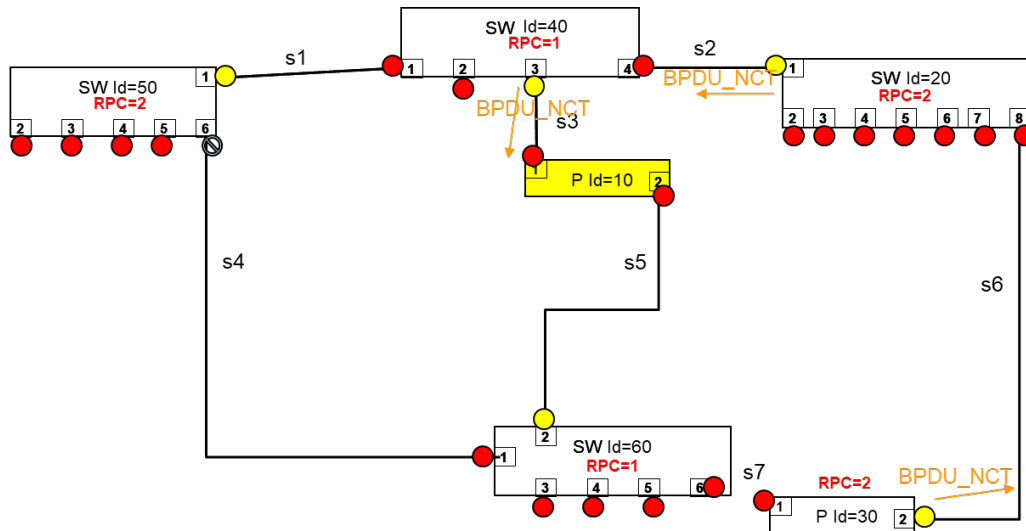 SW Id=40
RPC=1
1
2
3
4
s1
s2
SW Id=50
RPC=2
1
2
3
4
5
6
SW Id=20
RPC=2
1
2
3
4
5
6
7
8
BPDU_NCT
BPDU_NCT
s3
P Id=10
1
2
s4
s5
s6
SW Id=60
RPC=1
1
2
3
4
5
6
s7
RPC=2
P Id=30
1
2
BPDU_NCT